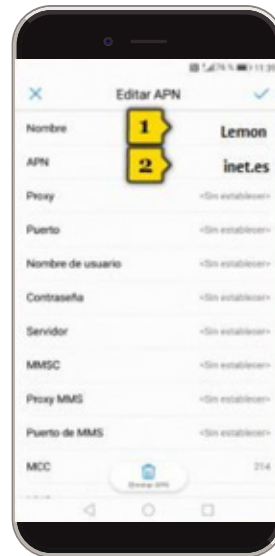 Editar APN
Nombre 1 Lemon
APN 2 inet.es
Proxy <Sin establecer>
Puerto <Sin establecer>
Nombre de usuario <Sin establecer>
Contraseña <Sin establecer>
Servidor <Sin establecer>
MMSC <Sin establecer>
Proxy MMS <Sin establecer>
Puerto de MMS <Sin establecer>
MCC 214